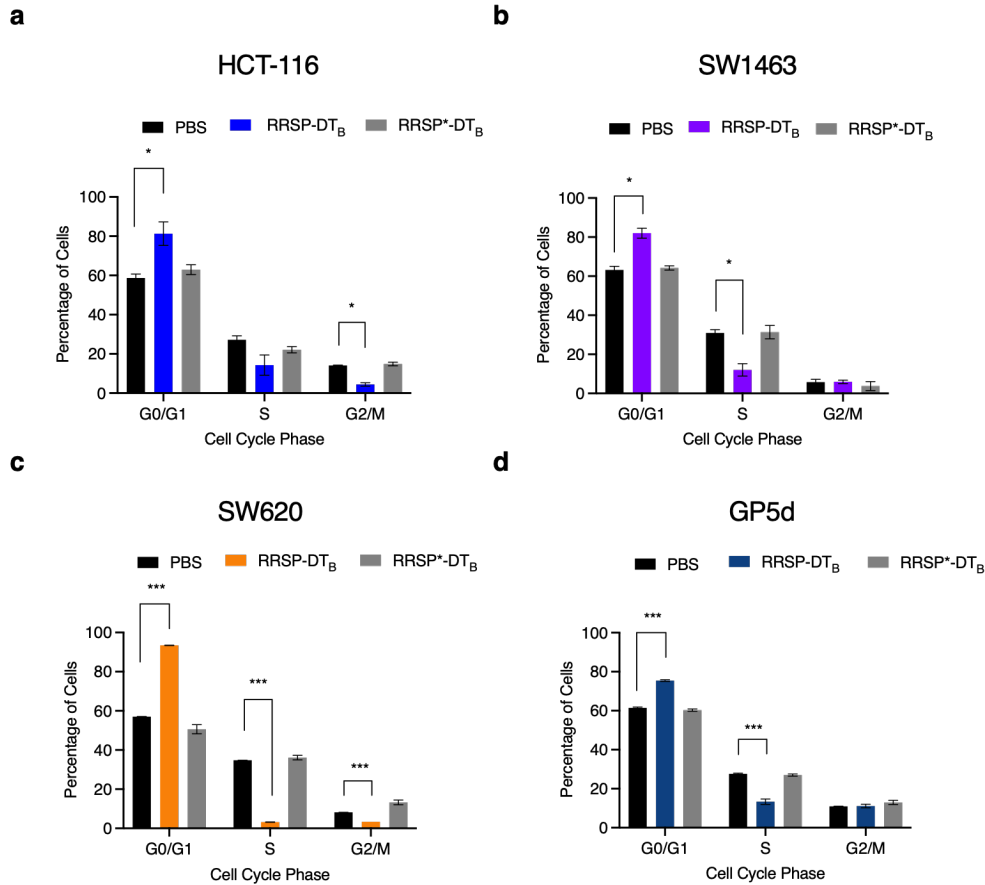 a
HCT-116
PBS RRSP-DTB RRSP*-DTB
*
*
Percentage of Cells
100
80
60
40
20
0
G0/G1 S G2/M
Cell Cycle Phase
b
SW1463
PBS RRSP-DTB RRSP*-DTB
*
*
Percentage of Cells
100
80
60
40
20
0
G0/G1 S G2/M
Cell Cycle Phase
c
SW620
PBS RRSP-DTB RRSP*-DTB
***
***
***
Percentage of Cells
100
80
60
40
20
0
G0/G1 S G2/M
Cell Cycle Phase
d
GP5d
PBS RRSP-DTB RRSP*-DTB
***
***
Percentage of Cells
100
80
60
40
20
0
G0/G1 S G2/M
Cell Cycle Phase